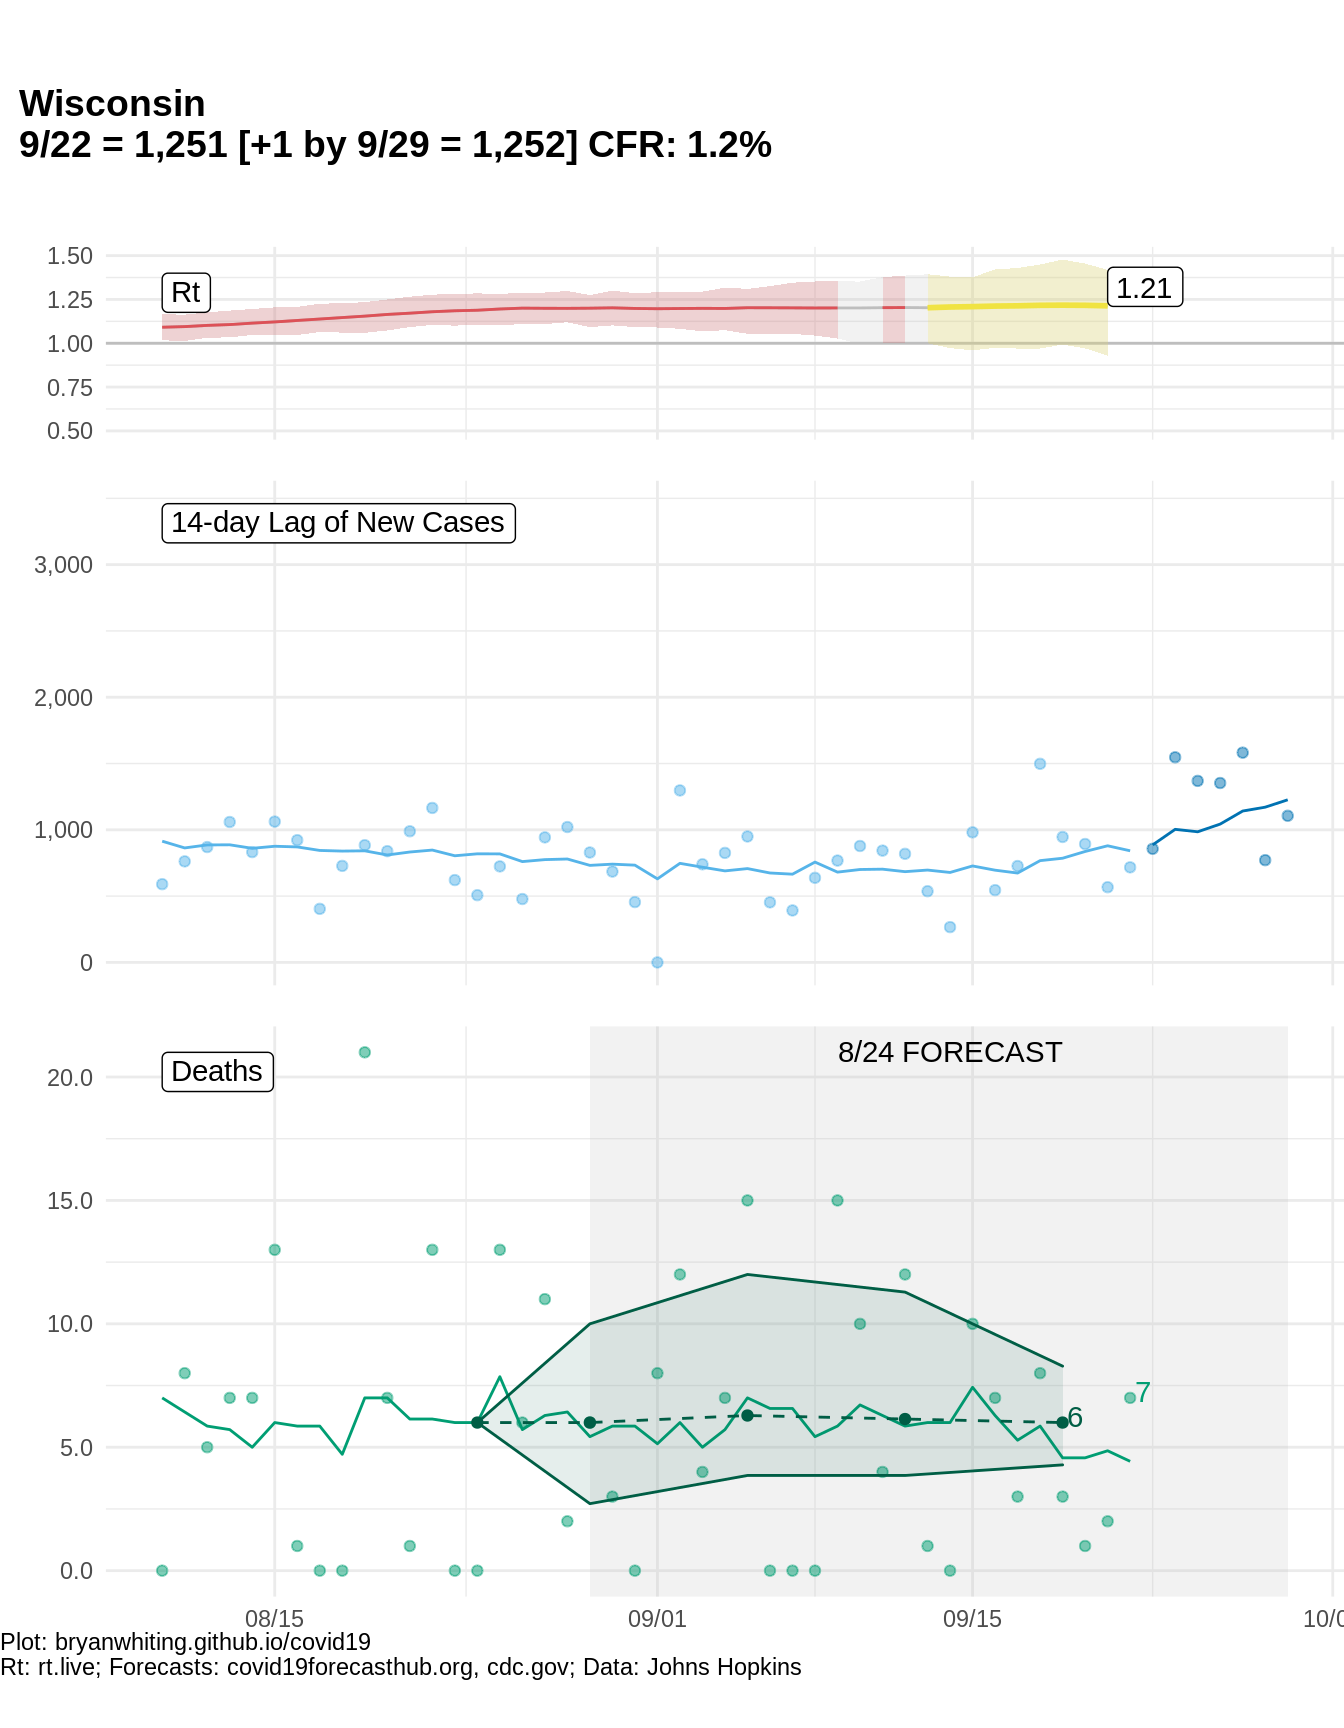 Wisconsin
9/22 = 1,251 [+1 by 9/29 = 1,252] CFR: 1.2%
1.50
1.25
1.00
0.75
0.50
Rt
1.21
14-day Lag of New Cases
3,000
2,000
1,000
0
8/24 FORECAST
Deaths
20.0
15.0
10.0
5.0
0.0
7
6
08/15
09/01
09/15
10/0
Plot: bryanwhiting.github.io/covid19
Rt: rt.live; Forecasts: covid19forecasthub.org, cdc.gov; Data: Johns Hopkins